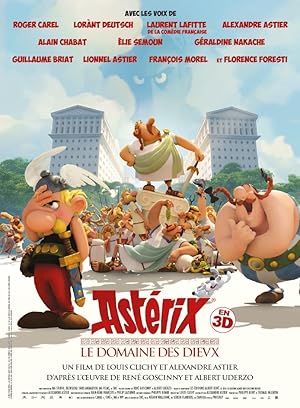 AVEC LES VOIX DE
ROGER CAREL LORÀNT DEUTSCH LAURENT LAFITTE ALEXANDRE ASTIER
DE LA COMÉDIE FRANÇAISE
ALAIN CHABAT ÉLIE SEMOUN GÉRALDINE NAKACHE
GUILLAUME BRIAT LIONNEL ASTIER FRANÇOIS MOREL ET FLORENCE FORESTI
Astérix
EN
3D
LE DOMAINE DES DIEVX
UN FILM DE LOUIS CLICHY ET ALEXANDRE ASTIER
D'APRÈS L'ŒUVRE DE RENÉ GOSCINNY ET ALBERT UDERZO